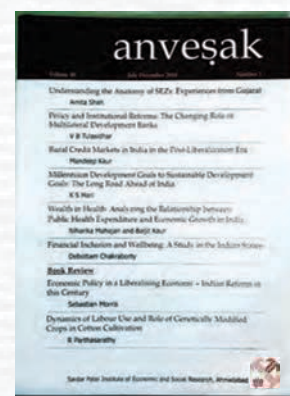 anveṣak
Volume
July-December
Number
Understanding the Anatomy of SEZs: Experiences from Gujarat
Amita Shah
Policy and Institutional Reforms: The Changing Role of
Multilateral Development Banks
V B Tulasidhar
Rural Credit Markets in India in the Post-Liberalization Era
Mandeep Kaur
Millennium Development Goals to Sustainable Development
Goals: The Long Road Ahead of India
K S Hari
Wealth in Health: Analyzing the Relationship between
Public Health Expenditure and Economic Growth in India
Niharika Mahajan and Baljit Kaur
Financial Inclusion and Wellbeing: A Study in the Indian States
Debottam Chakraborty
Book Review
Economic Policy in a Liberalising Economy – Indian Reforms in
this Century
Sebastian Morris
Dynamics of Labour Use and Role of Genetically Modified
Crops in Cotton Cultivation
R Parthasarathy
Sardar Patel Institute of Economic and Social Research, Ahmedabad